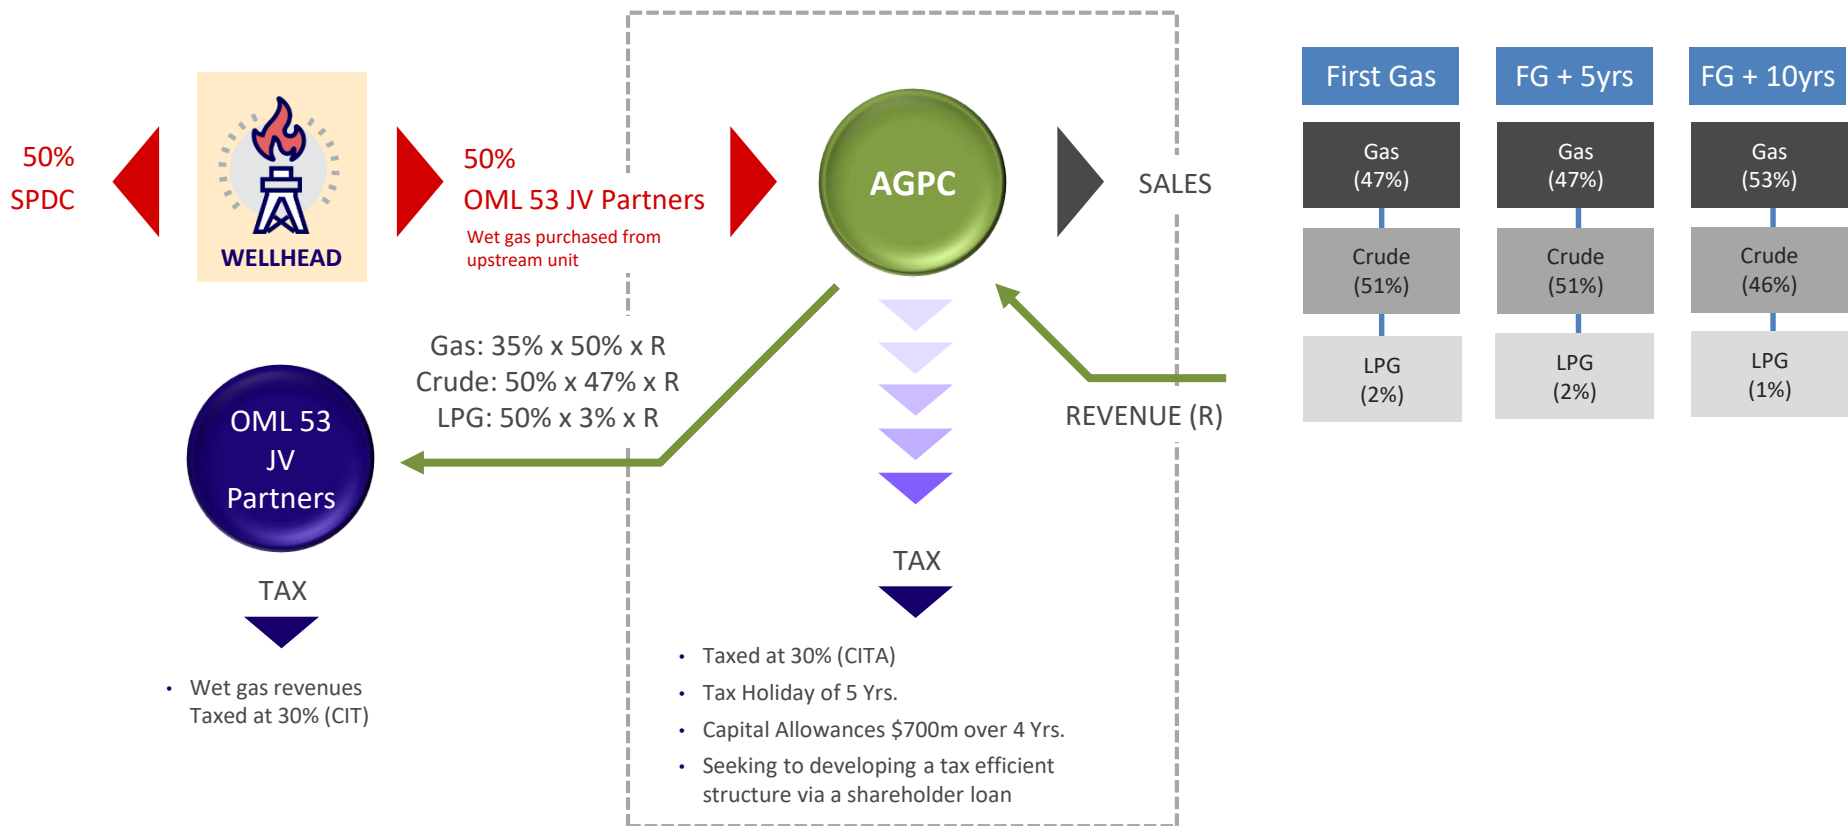 50%
SPDC
WELLHEAD
50%
OML 53 JV Partners
Wet gas purchased from
upstream unit
AGPC
SALES
Gas: 35% x 50% x R
Crude: 50% x 47% x R
LPG: 50% x 3% x R
REVENUE (R)
OML 53
JV
Partners
TAX
• Wet gas revenues
Taxed at 30% (CIT)
TAX
• Taxed at 30% (CITA)
• Tax Holiday of 5 Yrs.
• Capital Allowances $700m over 4 Yrs.
• Seeking to developing a tax efficient
structure via a shareholder loan
First Gas
Gas
(47%)
Crude
(51%)
LPG
(2%)
FG + 5yrs
Gas
(47%)
Crude
(51%)
LPG
(2%)
FG + 10yrs
Gas
(53%)
Crude
(46%)
LPG
(1%)